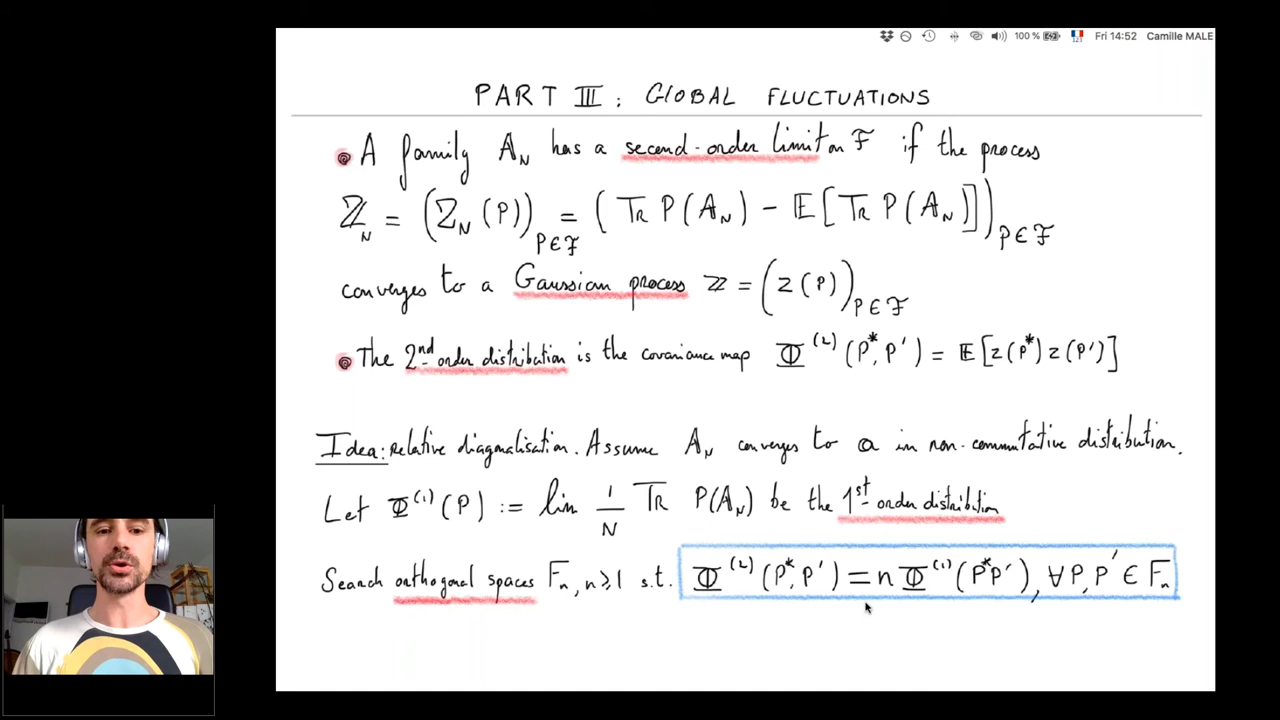 100 % Fri 14:52 Camille MALE
PART III : GLOBAL FLUCTUATIONS
A family A_N has a second-order limit on F if the process
Z_N = (Z_N(P))_{P∈F} = (TR P(A_N) - E[TR P(A_N)])_{P∈F}
converges to a Gaussian process z = (z(P))_{P∈F}
The 2nd order distribution is the covariance map Φ^(2)(P*, P') = E[z(P*) z(P')]
Idea: relative diagonalisation. Assume A_N converges to a in non-commutative distribution.
Let Φ^(1)(P) := lim 1/N TR P(A_N) be the 1st order distribution
Search orthogonal spaces F_n, n≥1 s.t. Φ^(2)(P*, P') = n Φ^(1)(P*P'), ∀P, P' ∈ F_n